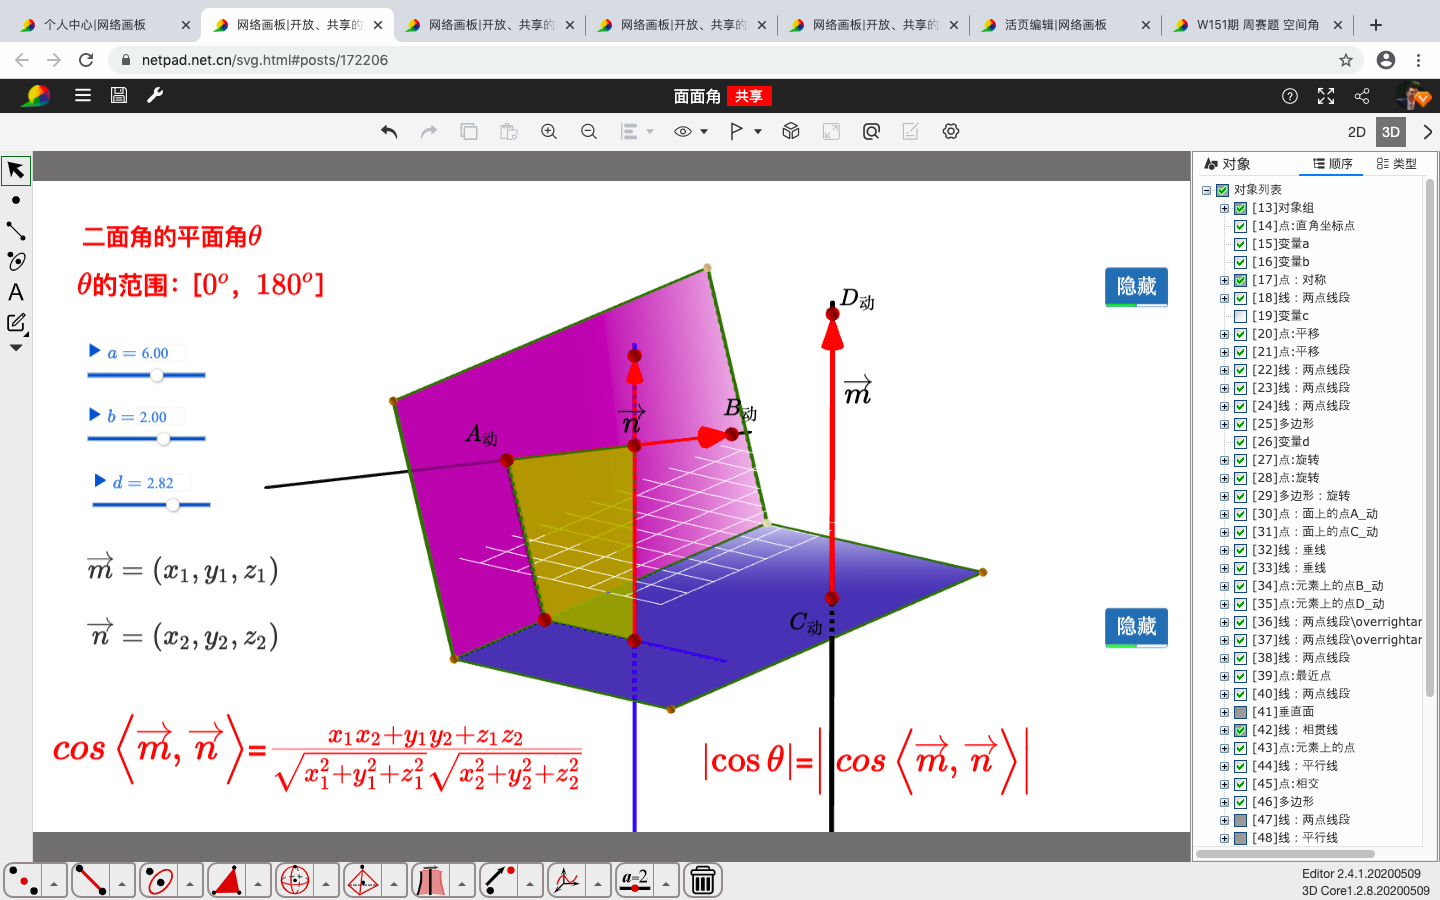 个人中心|网络画板
网络画板|开放、共享的
网络画板|开放、共享的
网络画板|开放、共享的
网络画板|开放、共享的
活页编辑|网络画板
W151期 周赛题 空间角
netpad.net.cn/svg.html#posts/172206
面面角 共享
2D 3D
二面角的平面角θ
θ的范围：[0°，180°]
a = 6.00
b = 2.00
d = 2.82
m = (x₁, y₁, z₁)
n = (x₂, y₂, z₂)
A动
n
B动
D动
m
C动
隐藏
隐藏
cos⟨m, n⟩= x₁x₂+y₁y₂+z₁z₂ / √x₁²+y₁²+z₁² √x₂²+y₂²+z₂²
|cos θ|=|cos⟨m, n⟩|
对象 顺序 类型
对象列表
[13]对象组
[14]点:直角坐标点
[15]变量a
[16]变量b
[17]点：对称
[18]线：两点线段
[19]变量c
[20]点:平移
[21]点:平移
[22]线：两点线段
[23]线：两点线段
[24]线：两点线段
[25]多边形
[26]变量d
[27]点:旋转
[28]点:旋转
[29]多边形：旋转
[30]点：面上的点A_动
[31]点：面上的点C_动
[32]线：垂线
[33]线：垂线
[34]点:元素上的点B_动
[35]点:元素上的点D_动
[36]线：两点线段\overrightar
[37]线：两点线段\overrightar
[38]线：两点线段
[39]点:最近点
[40]线：两点线段
[41]垂直面
[42]线：相贯线
[43]点:元素上的点
[44]线：平行线
[45]点:相交
[46]多边形
[47]线：两点线段
[48]线：平行线
a=2
Editor 2.4.1.20200509
3D Core1.2.8.20200509